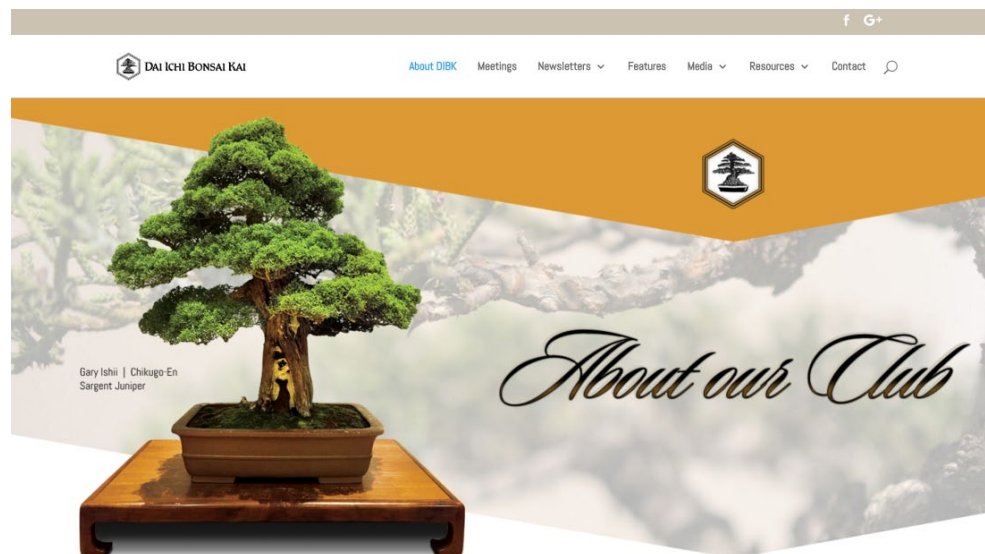 f G+
DAI ICHI BONSAI KAI
About DIBK Meetings Newsletters Features Media Resources Contact
Gary Ishii | Chikugo-En
Sargent Juniper
About our Club